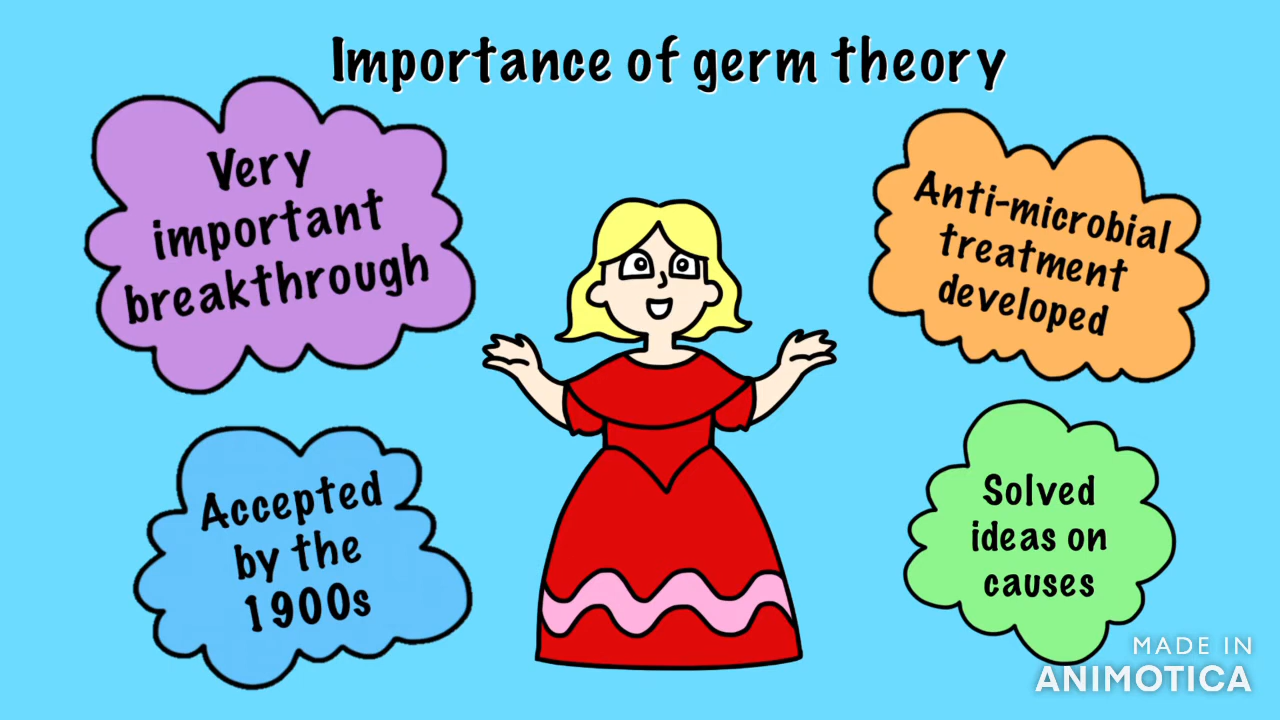 Importance of germ theory
Very
important
breakthrough
Anti-microbial
treatment
developed
Accepted
by the
1900s
Solved
ideas on
causes
MADE IN
ANIMOTICA